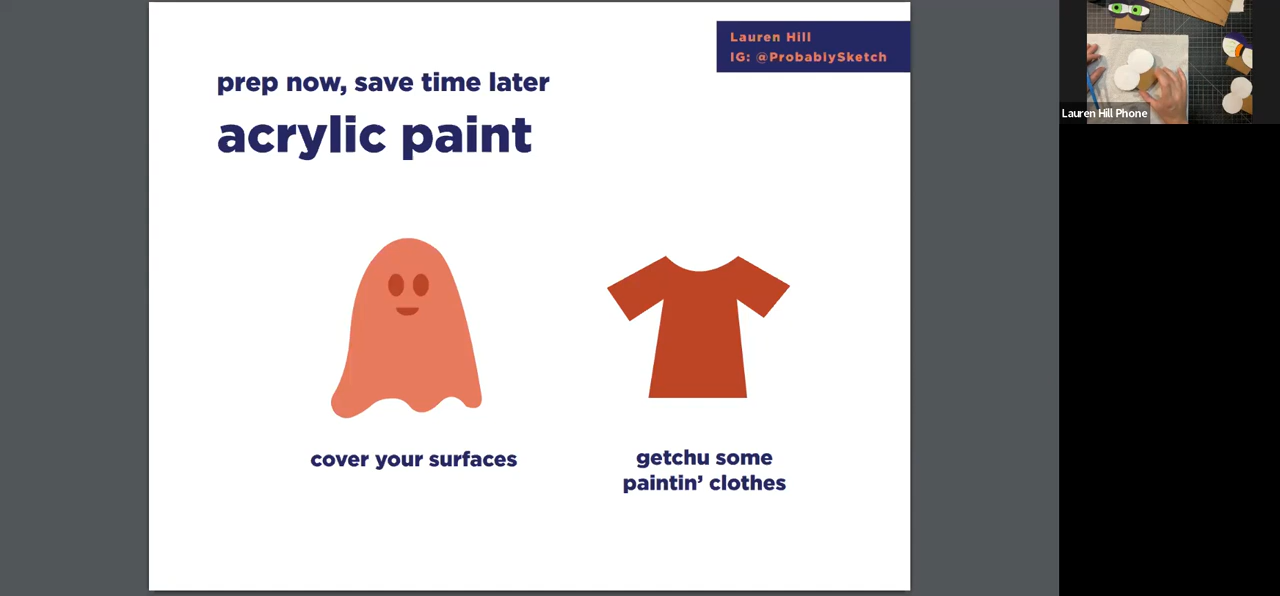 Lauren Hill
IG: @ProbablySketch
prep now, save time later
acrylic paint
cover your surfaces
getchu some
paintin’ clothes
Lauren Hill Phone